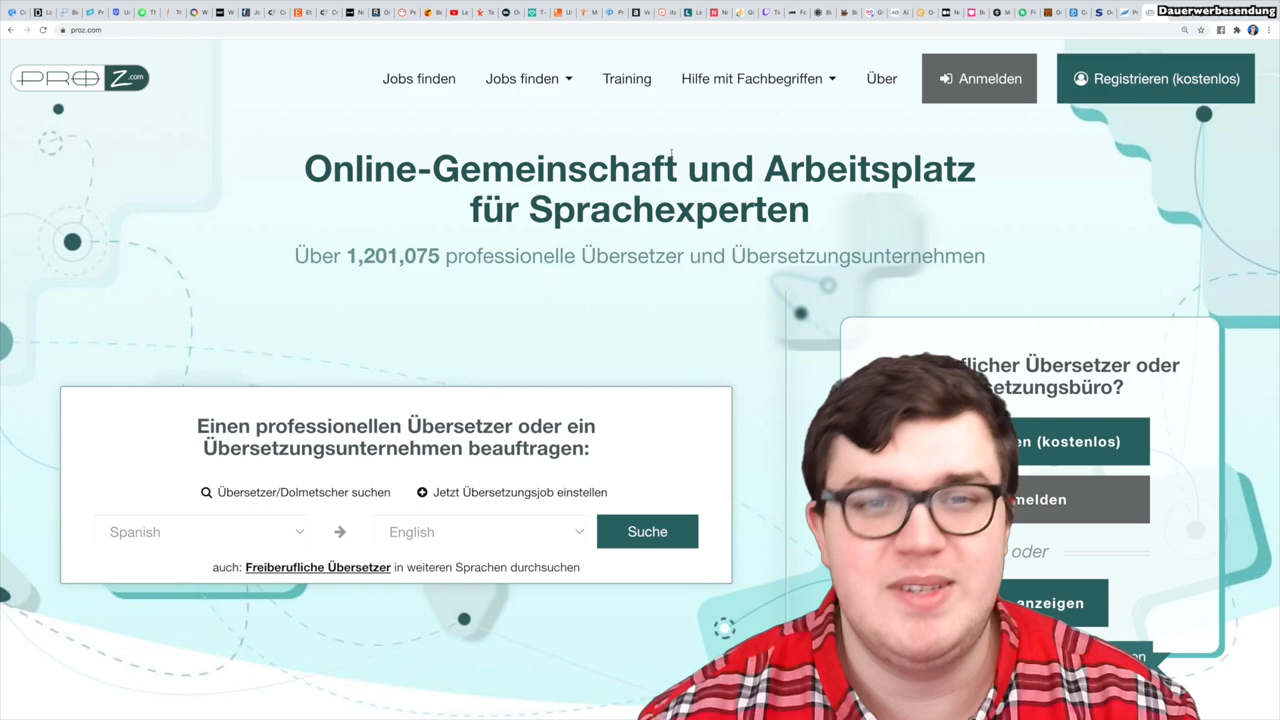 Dauerwerbesendung
proz.com
PROZ.com
Jobs finden
Jobs finden
Training
Hilfe mit Fachbegriffen
Über
Anmelden
Registrieren (kostenlos)
Online-Gemeinschaft und Arbeitsplatz
für Sprachexperten
Über 1,201,075 professionelle Übersetzer und Übersetzungsunternehmen
Einen professionellen Übersetzer oder ein
Übersetzungsunternehmen beauftragen:
Übersetzer/Dolmetscher suchen
Jetzt Übersetzungsjob einstellen
Spanish
English
Suche
auch: Freiberufliche Übersetzer in weiteren Sprachen durchsuchen
flicher Übersetzer oder
setzungsbüro?
en (kostenlos)
melden
oder
anzeigen
en